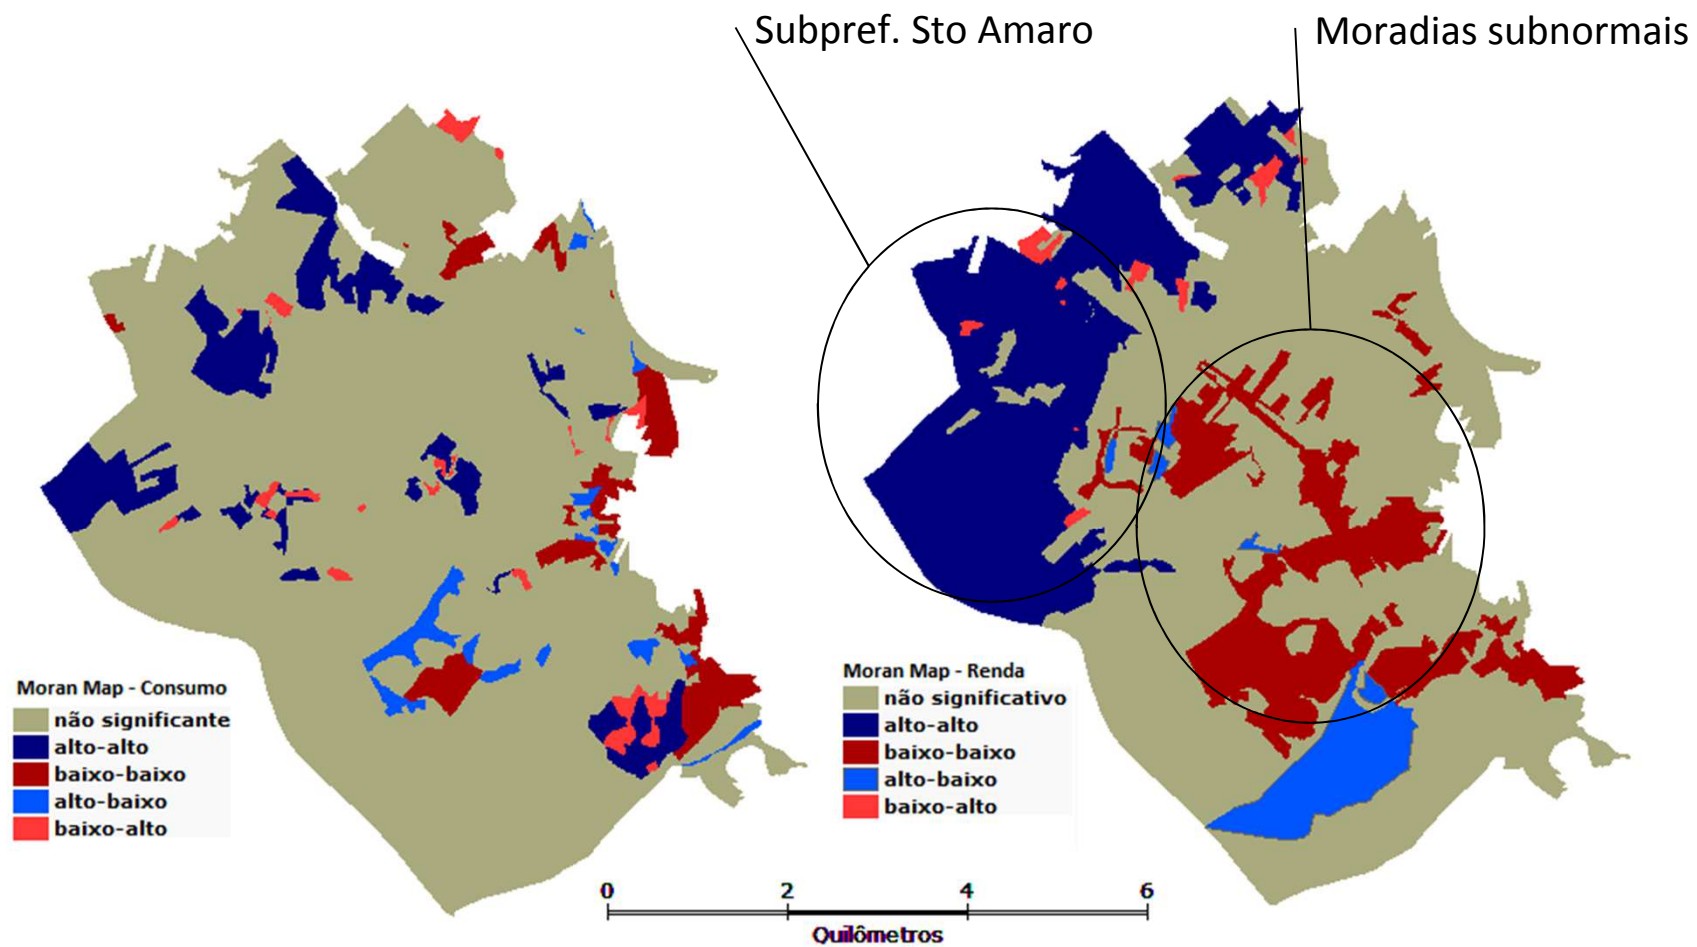 Subpref. Sto Amaro
Moradias subnormais
Moran Map - Consumo
não significante
alto-alto
baixo-baixo
alto-baixo
baixo-alto
Moran Map - Renda
não significativo
alto-alto
baixo-baixo
alto-baixo
baixo-alto
0 2 4 6
Quilômetros